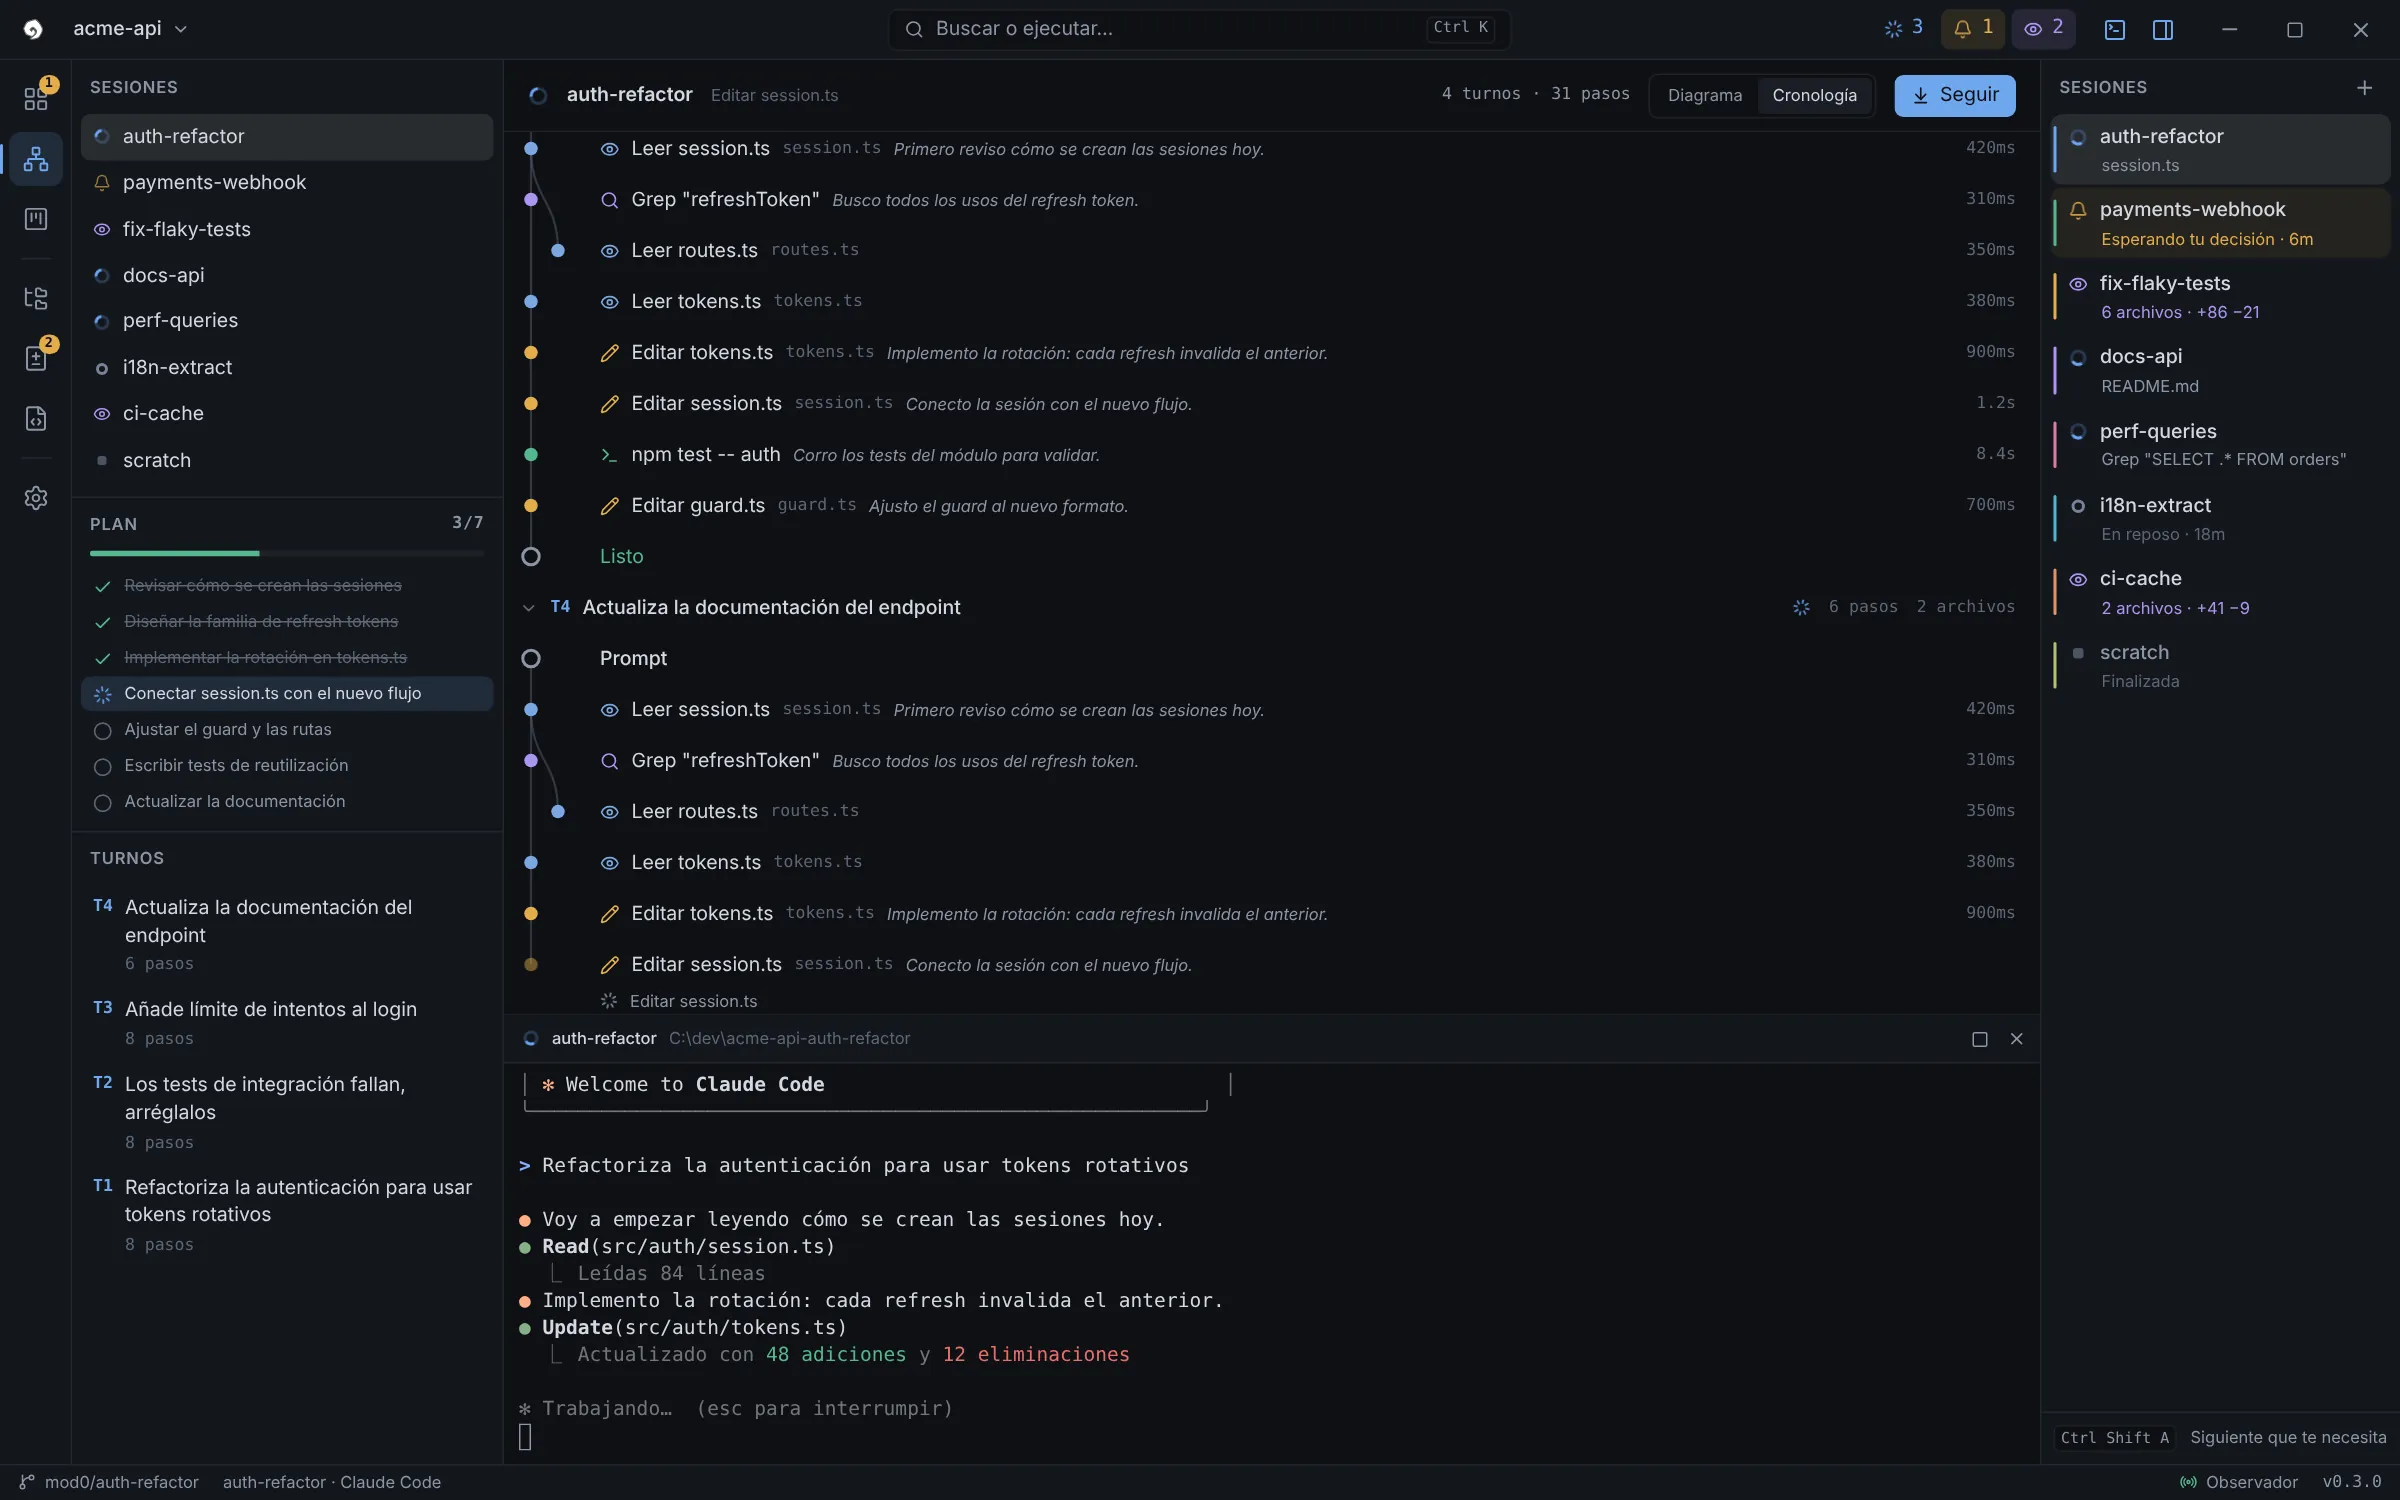 acme-api
Buscar o ejecutar...
Ctrl K
3
1
2
1
2
SESIONES
auth-refactor
payments-webhook
fix-flaky-tests
docs-api
perf-queries
i18n-extract
ci-cache
scratch
PLAN 3/7
Revisar cómo se crean las sesiones
Diseñar la familia de refresh tokens
Implementar la rotación en tokens.ts
Conectar session.ts con el nuevo flujo
Ajustar el guard y las rutas
Escribir tests de reutilización
Actualizar la documentación
TURNOS
T4 Actualiza la documentación del
endpoint
6 pasos
T3 Añade límite de intentos al login
8 pasos
T2 Los tests de integración fallan,
arréglalos
8 pasos
T1 Refactoriza la autenticación para usar
tokens rotativos
8 pasos
auth-refactor Editar session.ts
4 turnos · 31 pasos
Diagrama
Cronología
Seguir
Leer session.ts session.ts Primero reviso cómo se crean las sesiones hoy. 420ms
Grep "refreshToken" Busco todos los usos del refresh token. 310ms
Leer routes.ts routes.ts 350ms
Leer tokens.ts tokens.ts 380ms
Editar tokens.ts tokens.ts Implemento la rotación: cada refresh invalida el anterior. 900ms
Editar session.ts session.ts Conecto la sesión con el nuevo flujo. 1.2s
npm test -- auth Corro los tests del módulo para validar. 8.4s
Editar guard.ts guard.ts Ajusto el guard al nuevo formato. 700ms
Listo
T4 Actualiza la documentación del endpoint 6 pasos 2 archivos
Prompt
Leer session.ts session.ts Primero reviso cómo se crean las sesiones hoy. 420ms
Grep "refreshToken" Busco todos los usos del refresh token. 310ms
Leer routes.ts routes.ts 350ms
Leer tokens.ts tokens.ts 380ms
Editar tokens.ts tokens.ts Implemento la rotación: cada refresh invalida el anterior. 900ms
Editar session.ts session.ts Conecto la sesión con el nuevo flujo.
Editar session.ts
auth-refactor C:\dev\acme-api-auth-refactor
✻ Welcome to Claude Code
> Refactoriza la autenticación para usar tokens rotativos
● Voy a empezar leyendo cómo se crean las sesiones hoy.
● Read(src/auth/session.ts)
⎿ Leídas 84 líneas
● Implemento la rotación: cada refresh invalida el anterior.
● Update(src/auth/tokens.ts)
⎿ Actualizado con 48 adiciones y 12 eliminaciones
✻ Trabajando… (esc para interrumpir)
SESIONES
auth-refactor
session.ts
payments-webhook
Esperando tu decisión · 6m
fix-flaky-tests
6 archivos · +86 −21
docs-api
README.md
perf-queries
Grep "SELECT .* FROM orders"
i18n-extract
En reposo · 18m
ci-cache
2 archivos · +41 −9
scratch
Finalizada
Ctrl Shift A Siguiente que te necesita
mod0/auth-refactor
auth-refactor · Claude Code
Observador
v0.3.0